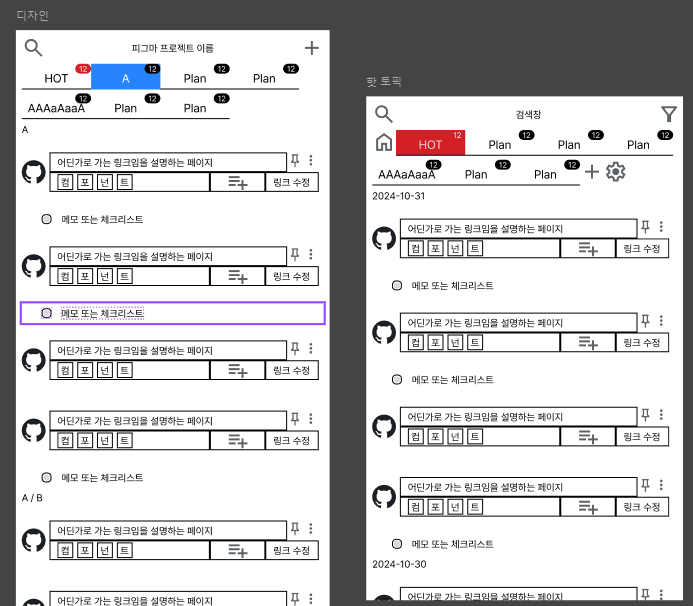 디자인
피그마 프로젝트 이름
HOT 12 A 12 Plan 12 Plan 12
AAAaAaaA 12 Plan 12 Plan 12
A
어딘가로 가는 링크임을 설명하는 페이지
컴 포 넌 트 링크 수정
메모 또는 체크리스트
어딘가로 가는 링크임을 설명하는 페이지
컴 포 넌 트 링크 수정
메모 또는 체크리스트
어딘가로 가는 링크임을 설명하는 페이지
컴 포 넌 트 링크 수정
어딘가로 가는 링크임을 설명하는 페이지
컴 포 넌 트 링크 수정
메모 또는 체크리스트
A / B
어딘가로 가는 링크임을 설명하는 페이지
컴 포 넌 트 링크 수정
어딘가로 가는 링크임을 설명하는 페이지
핫 토픽
검색창
HOT 12 Plan 12 Plan 12 Plan 12
AAAaAaaA 12 Plan 12 Plan 12
2024-10-31
어딘가로 가는 링크임을 설명하는 페이지
컴 포 넌 트 링크 수정
메모 또는 체크리스트
어딘가로 가는 링크임을 설명하는 페이지
컴 포 넌 트 링크 수정
메모 또는 체크리스트
어딘가로 가는 링크임을 설명하는 페이지
컴 포 넌 트 링크 수정
어딘가로 가는 링크임을 설명하는 페이지
컴 포 넌 트 링크 수정
메모 또는 체크리스트
2024-10-30
어딘가로 가는 링크임을 설명하는 페이지